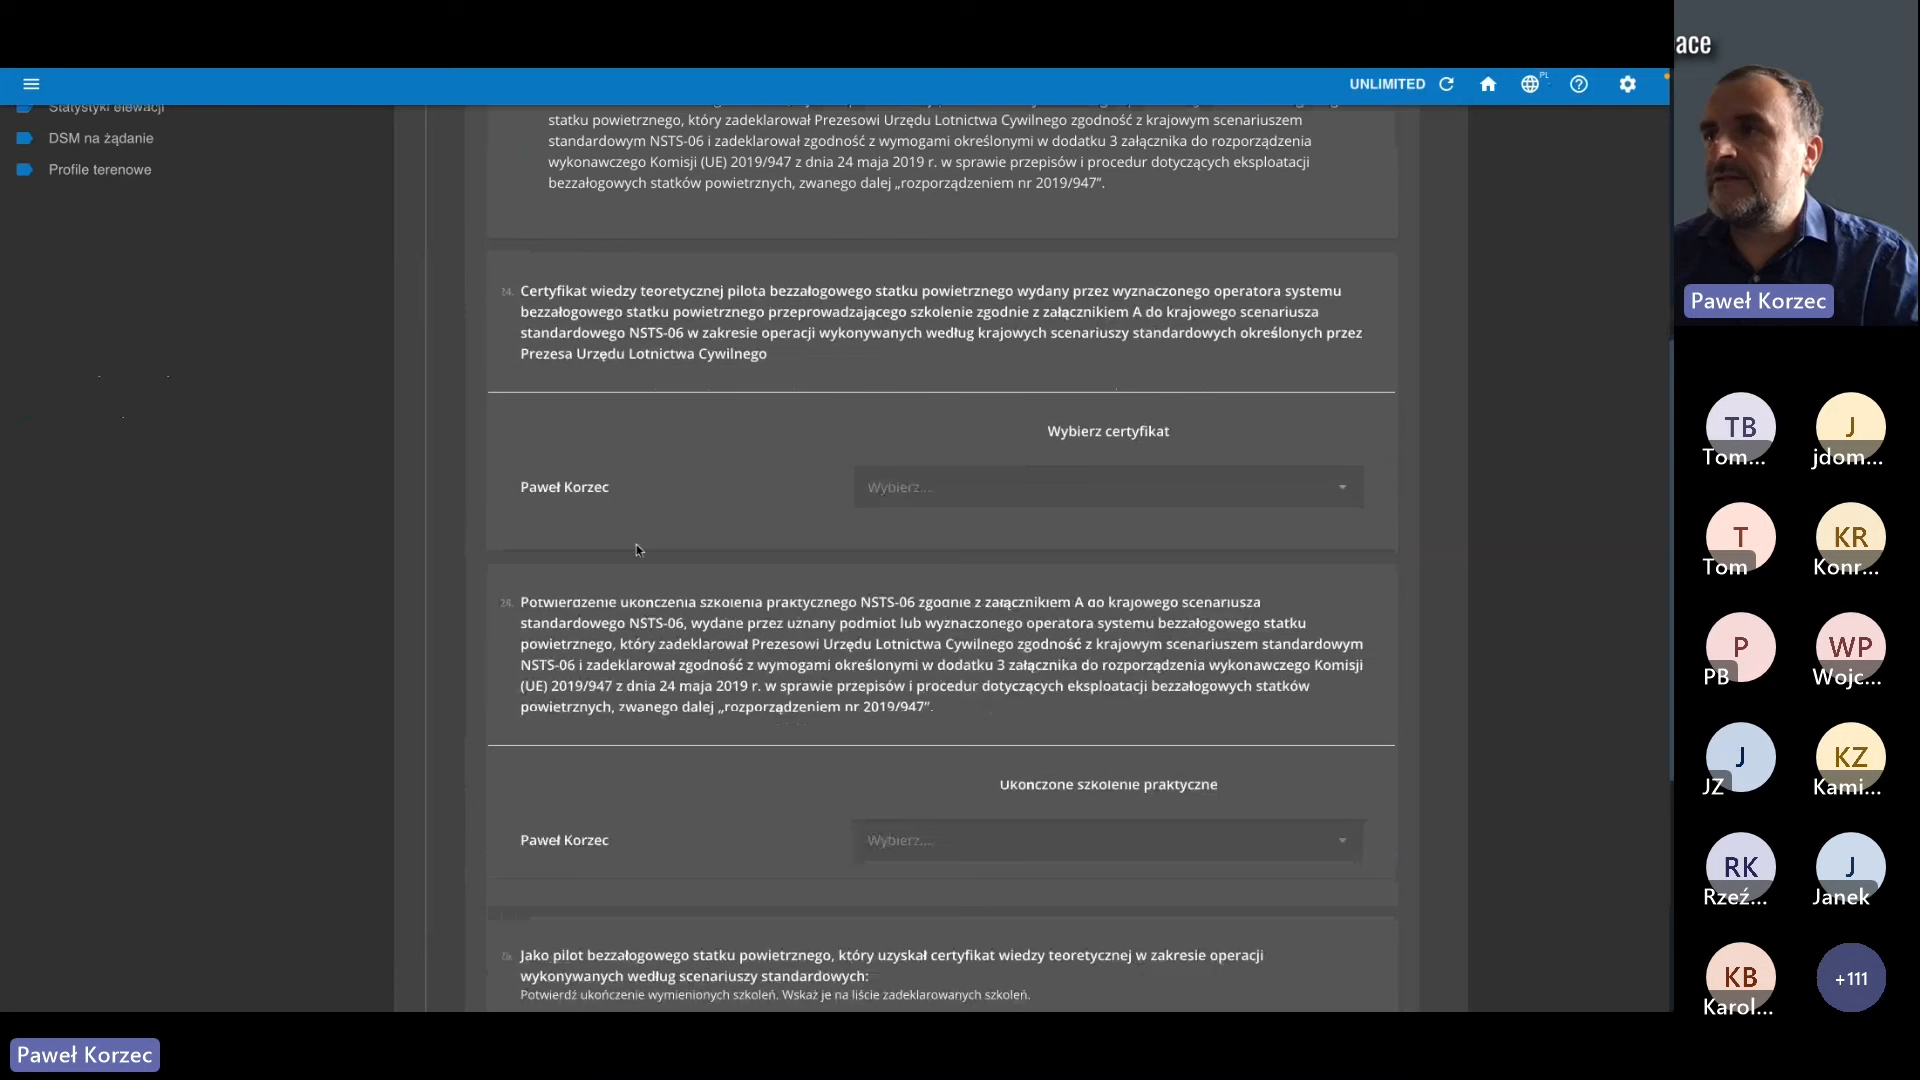 ace
UNLIMITED
PL
Statystyki elewacji
DSM na żądanie
Profile terenowe
statku powietrznego, który zadeklarował Prezesowi Urzędu Lotnictwa Cywilnego zgodność z krajowym scenariuszem
standardowym NSTS-06 i zadeklarował zgodność z wymogami określonymi w dodatku 3 załącznika do rozporządzenia
wykonawczego Komisji (UE) 2019/947 z dnia 24 maja 2019 r. w sprawie przepisów i procedur dotyczących eksploatacji
bezzałogowych statków powietrznych, zwanego dalej „rozporządzeniem nr 2019/947”.
24. Certyfikat wiedzy teoretycznej pilota bezzałogowego statku powietrznego wydany przez wyznaczonego operatora systemu
bezzałogowego statku powietrznego przeprowadzającego szkolenie zgodnie z załącznikiem A do krajowego scenariusza
standardowego NSTS-06 w zakresie operacji wykonywanych według krajowych scenariuszy standardowych określonych przez
Prezesa Urzędu Lotnictwa Cywilnego
Wybierz certyfikat
Paweł Korzec
Wybierz...
Potwierdzenie ukończenia szkolenia praktycznego NSTS-06 zgodnie z załącznikiem A do krajowego scenariusza
standardowego NSTS-06, wydane przez uznany podmiot lub wyznaczonego operatora systemu bezzałogowego statku
powietrznego, który zadeklarował Prezesowi Urzędu Lotnictwa Cywilnego zgodność z krajowym scenariuszem standardowym
NSTS-06 i zadeklarował zgodność z wymogami określonymi w dodatku 3 załącznika do rozporządzenia wykonawczego Komisji
(UE) 2019/947 z dnia 24 maja 2019 r. w sprawie przepisów i procedur dotyczących eksploatacji bezzałogowych statków
powietrznych, zwanego dalej „rozporządzeniem nr 2019/947”.
Ukończone szkolenie praktyczne
Paweł Korzec
Wybierz...
Jako pilot bezzałogowego statku powietrznego, który uzyskał certyfikat wiedzy teoretycznej w zakresie operacji
wykonywanych według scenariuszy standardowych:
Potwierdź ukończenie wymienionych szkoleń. Wskaż je na liście zadeklarowanych szkoleń.
Paweł Korzec
TB
Tom...
J
jdom...
T
Tom
KR
Konr...
P
PB
WP
Wojc...
J
JZ
KZ
Kami...
RK
Rzeź...
J
Janek
KB
Karol...
+111
Paweł Korzec